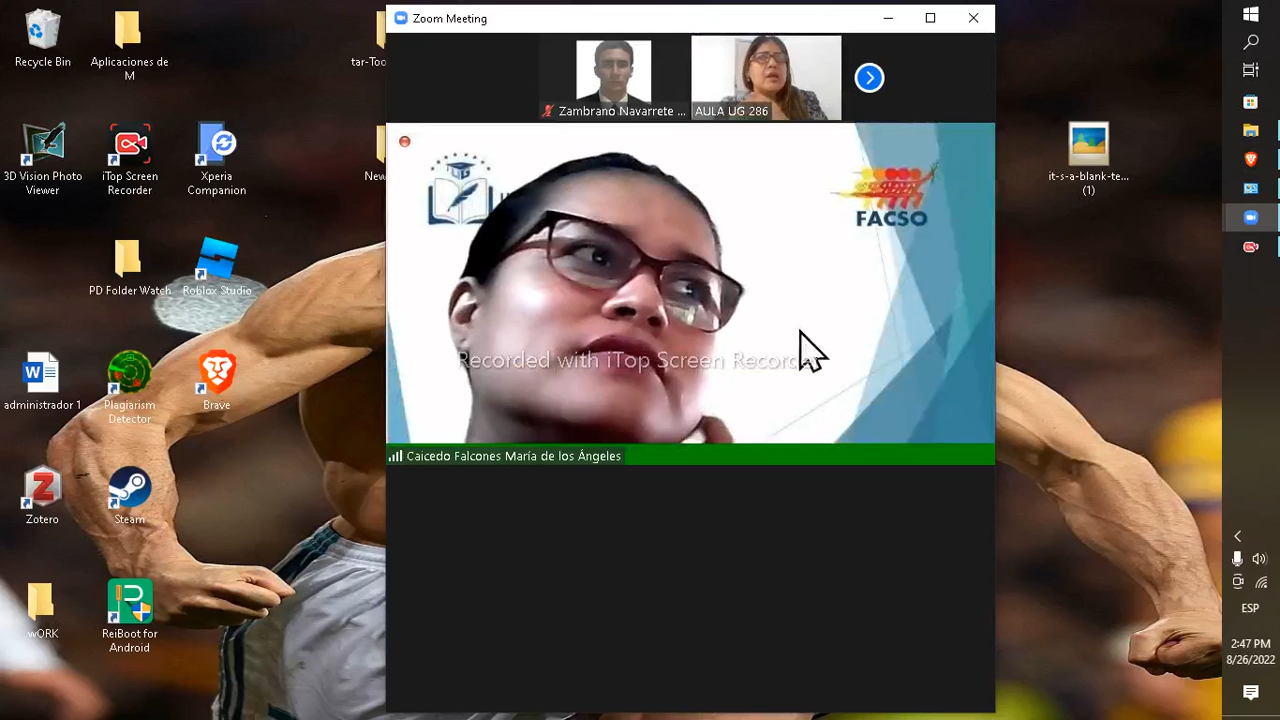 Zoom Meeting
Zambrano Navarrete ...
AULA UG 286
FACSO
Recorded with iTop Screen Recorder
Caicedo Falcones María de los Ángeles
Recycle Bin
Aplicaciones de M
tar-Too
3D Vision Photo Viewer
iTop Screen Recorder
Xperia Companion
New
PD Folder Watch
Roblox Studio
administrador 1
Plagiarism Detector
Brave
Zotero
Steam
wORK
ReiBoot for Android
it-s-a-blank-te... (1)
ESP
2:47 PM
8/26/2022